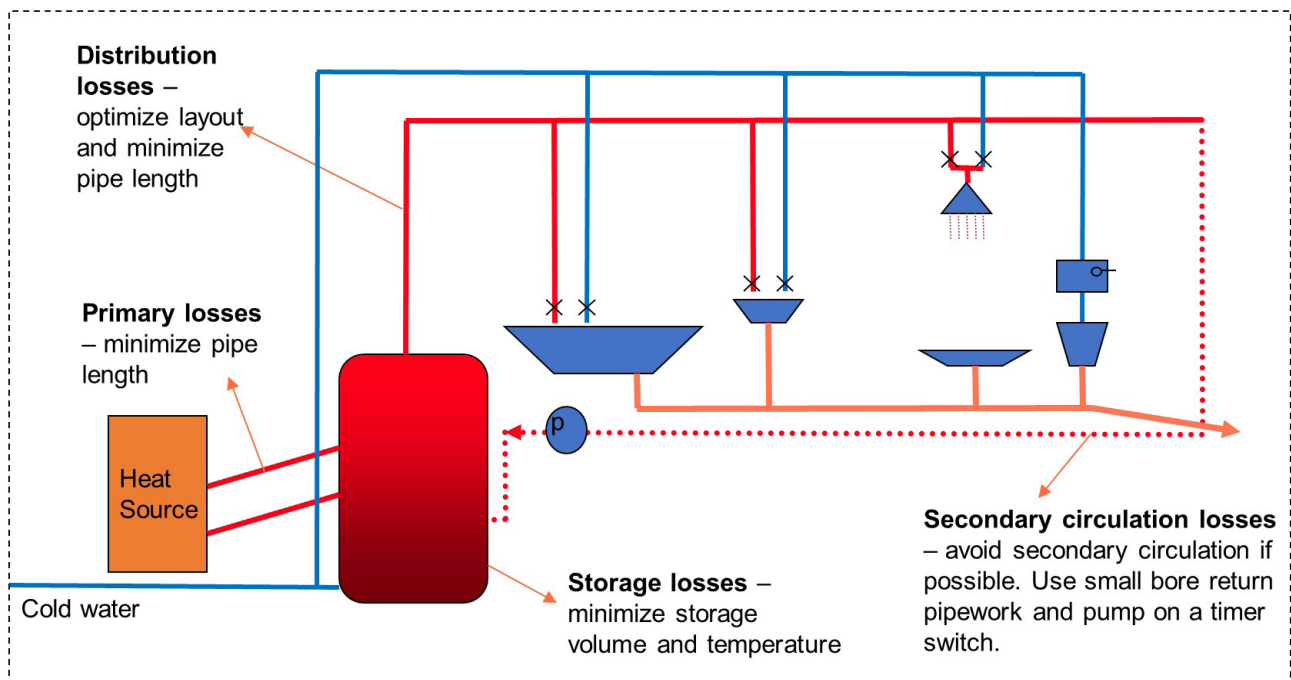 Distribution
losses –
optimize layout
and minimize
pipe length
Primary losses
– minimize pipe
length
Heat
Source
Cold water
p
Storage losses –
minimize storage
volume and temperature
Secondary circulation losses
– avoid secondary circulation if
possible. Use small bore return
pipework and pump on a timer
switch.